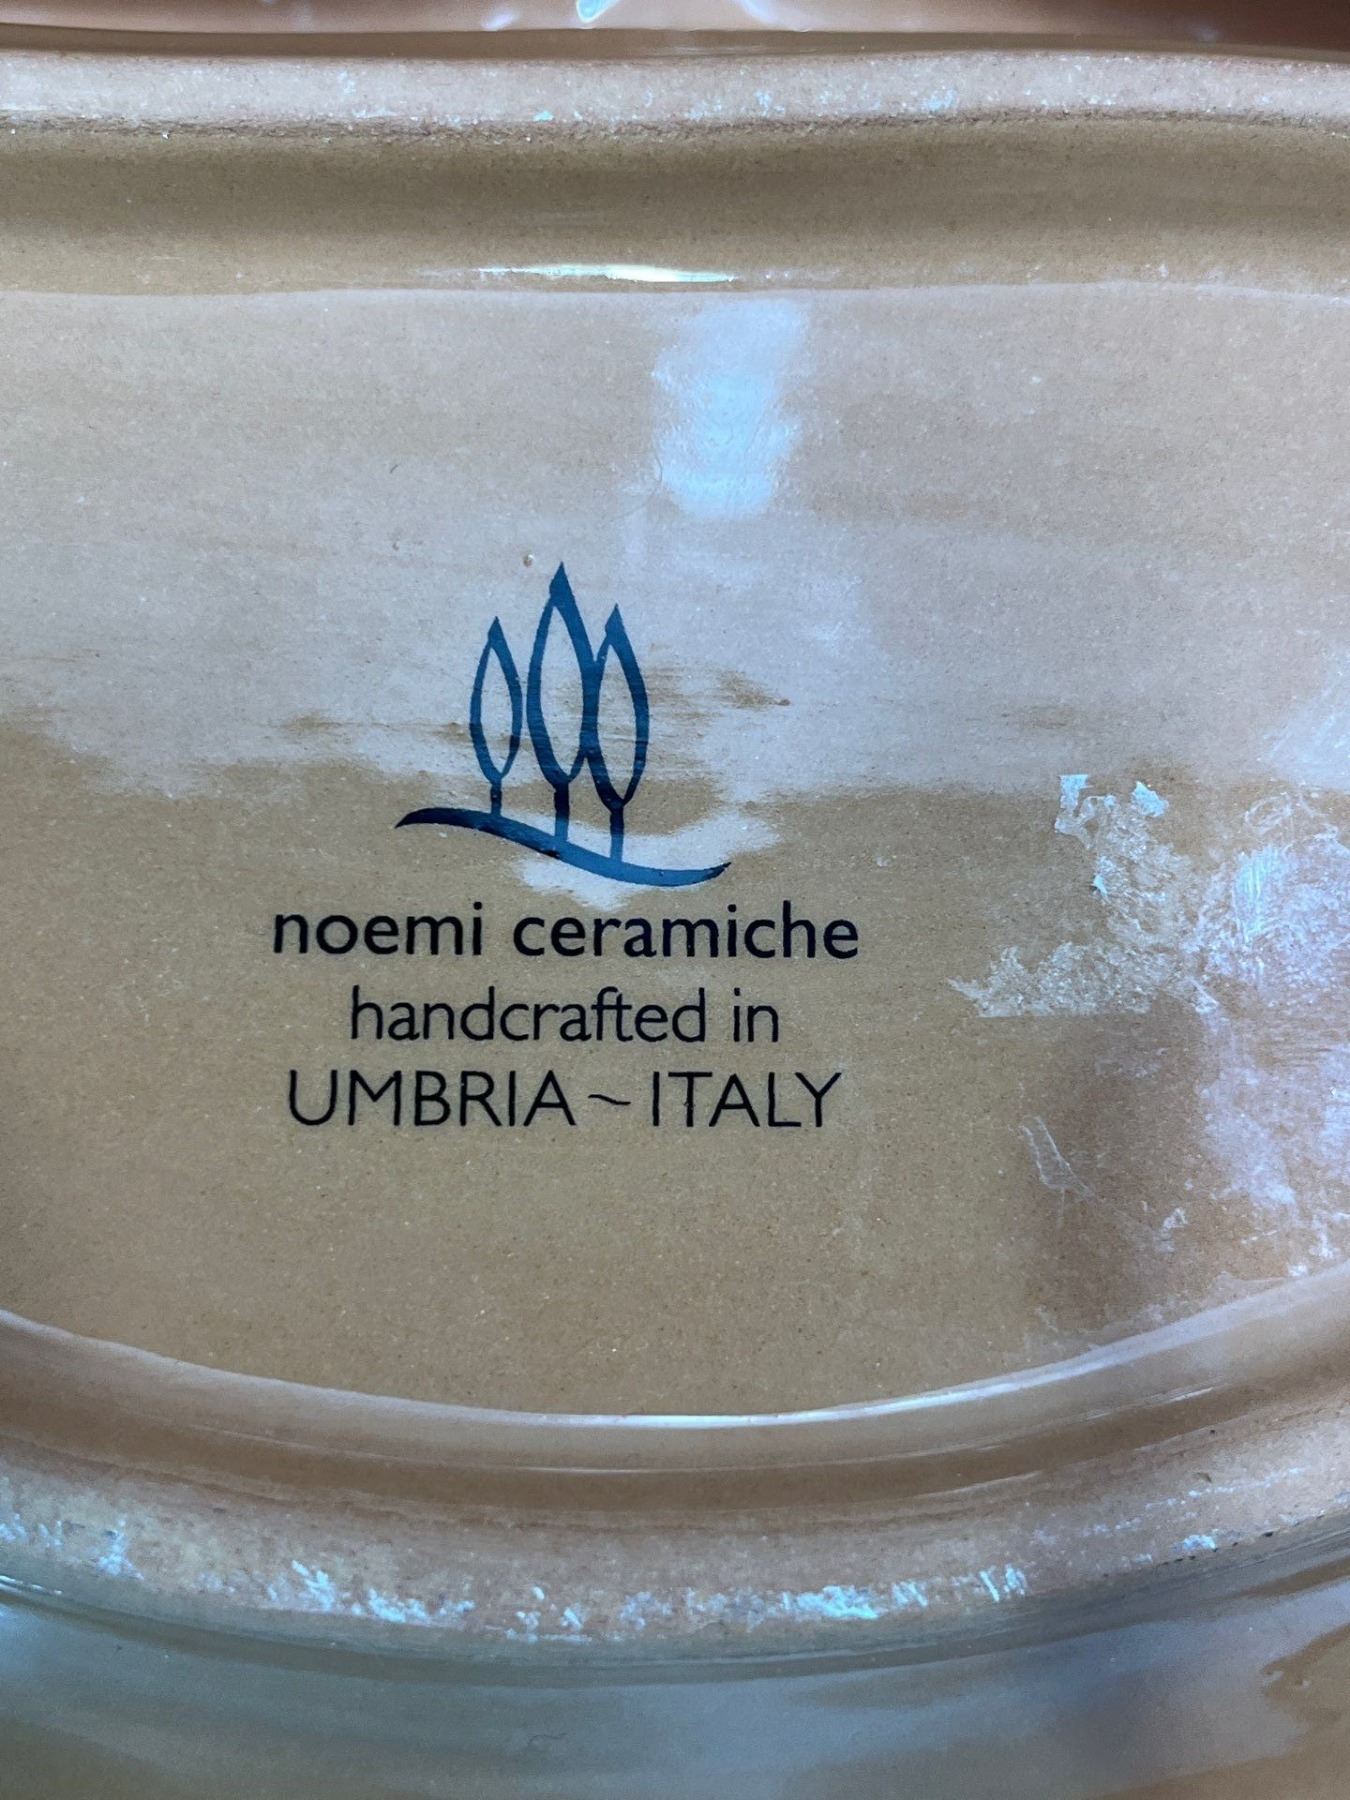 noemi ceramiche
handcrafted in
UMBRIA ~ ITALY